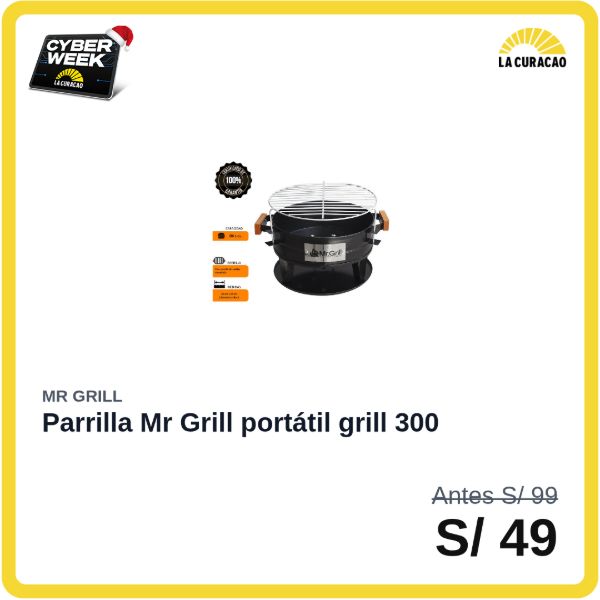 CYBER
WEEK
LA CURACAO
LA CURACAO
100%
Mr.Grill
MR GRILL
Parrilla Mr Grill portátil grill 300
Antes S/ 99
S/ 49